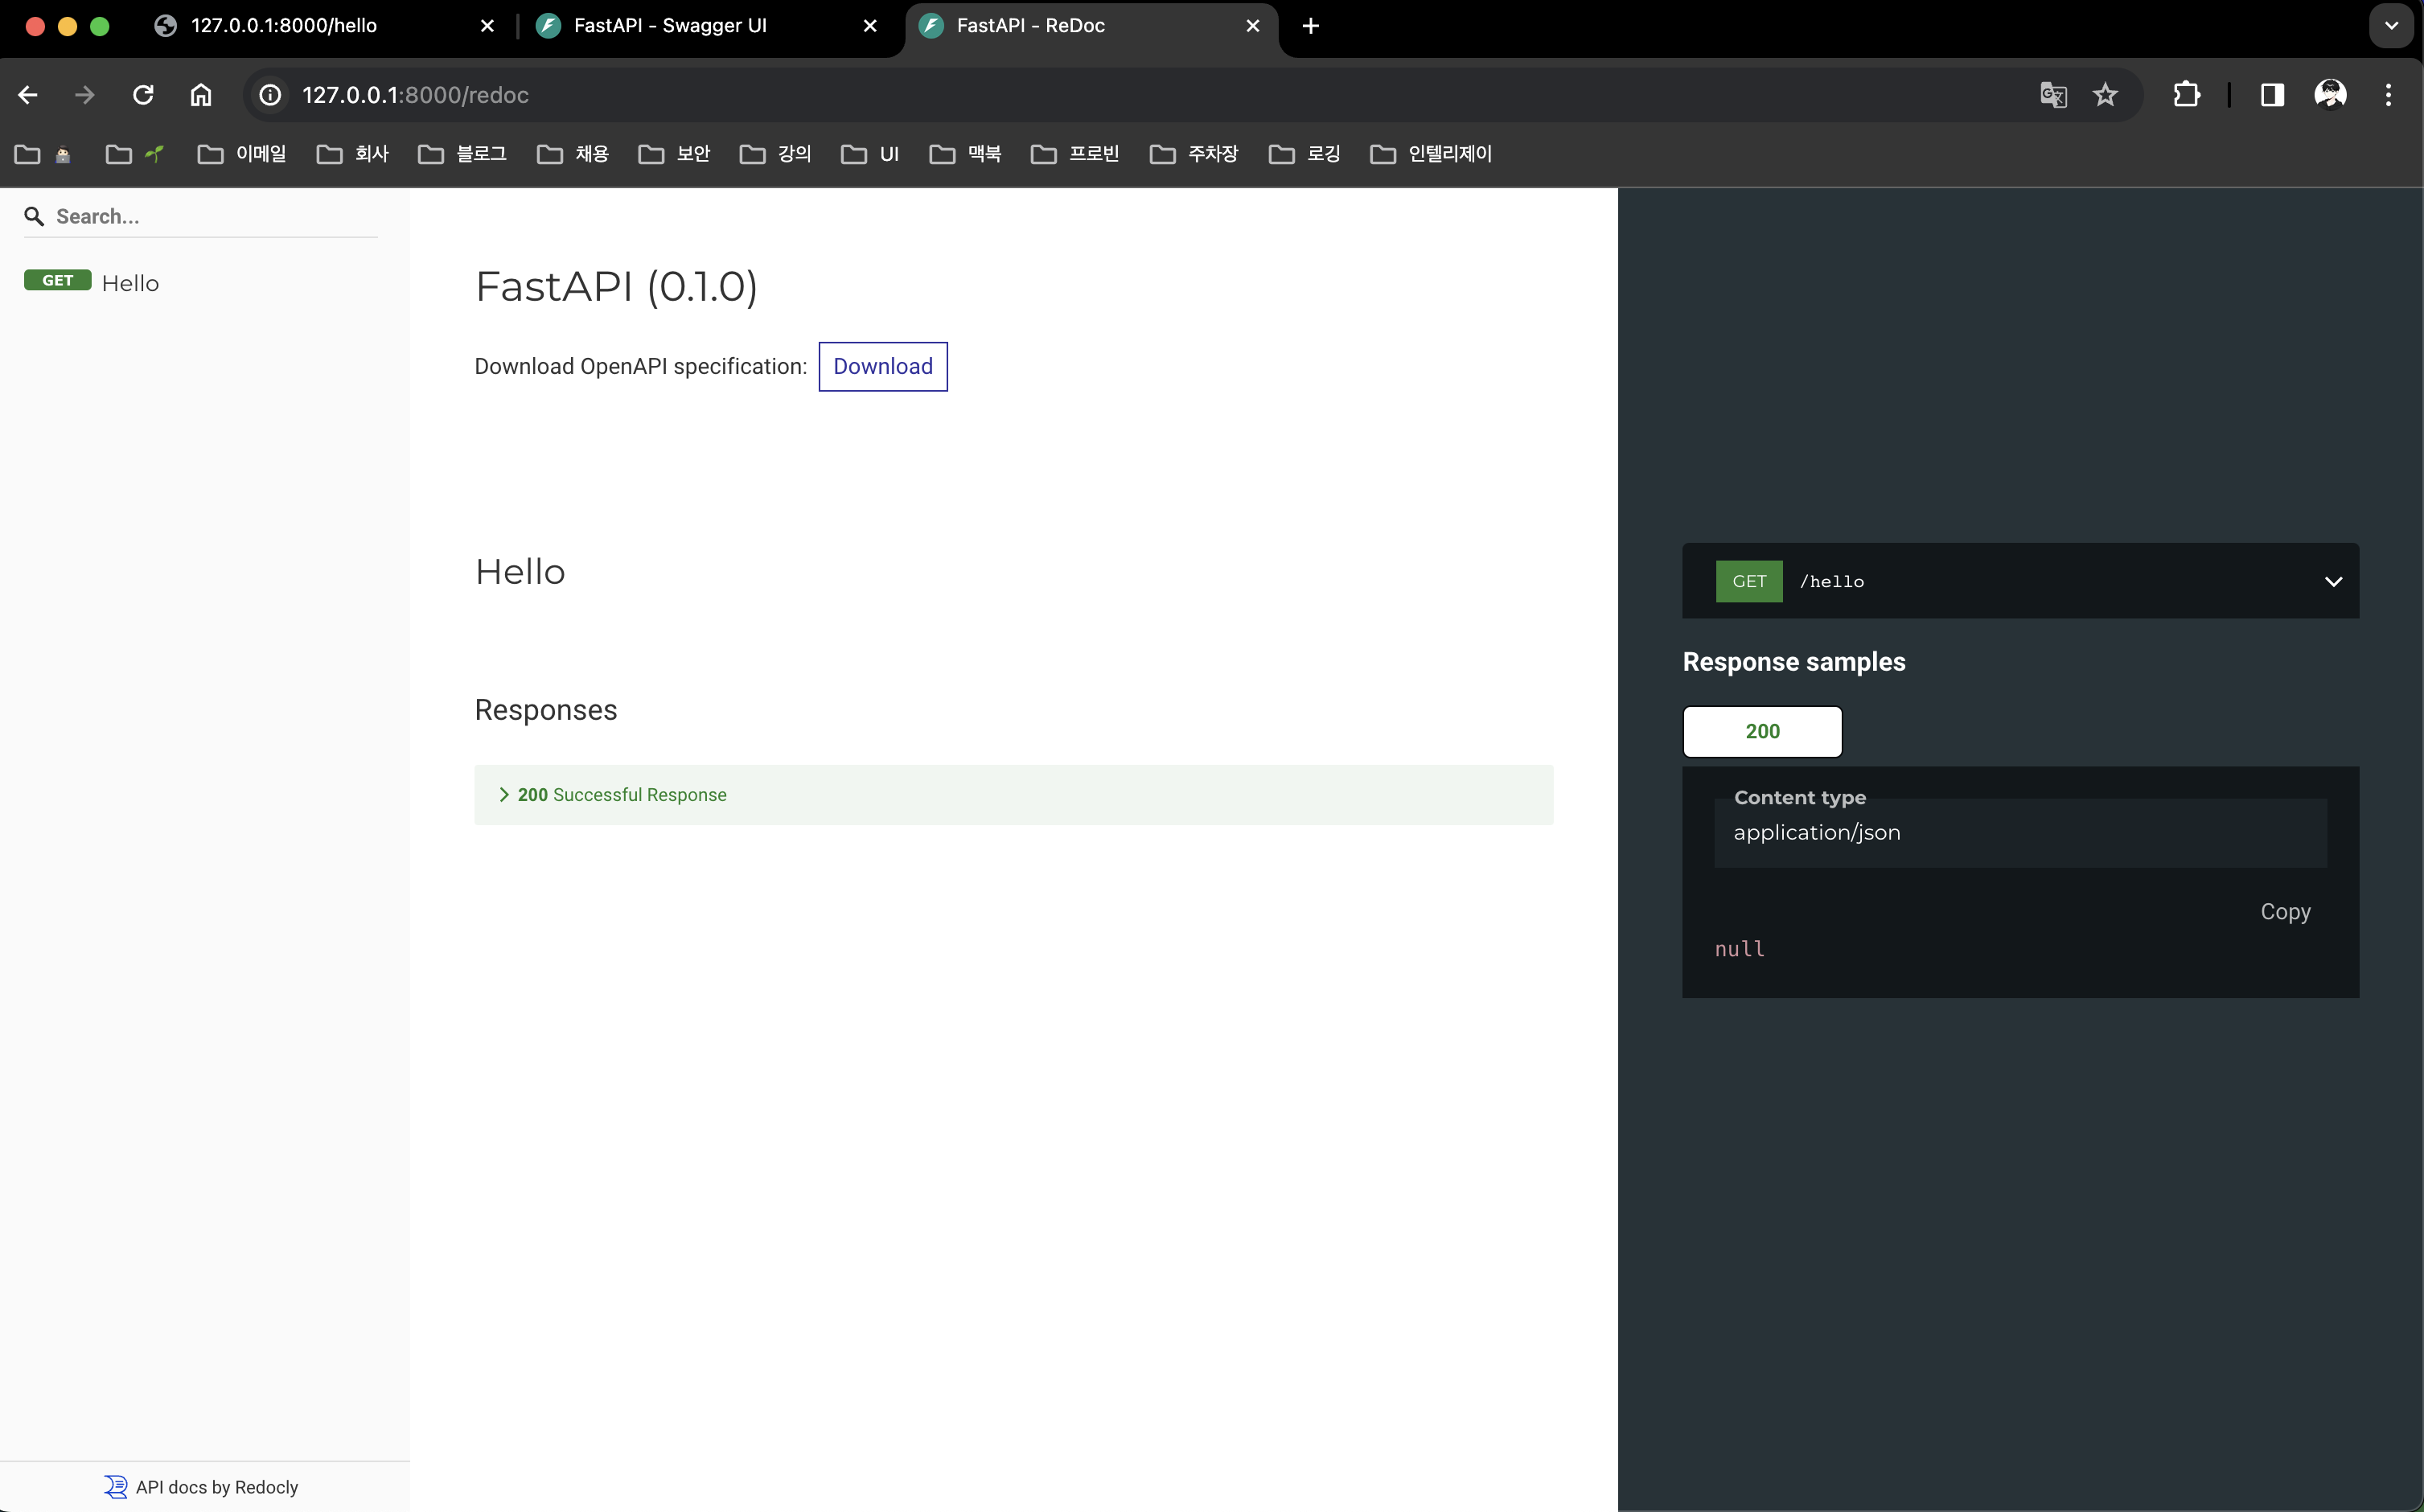 127.0.0.1:8000/hello
FastAPI - Swagger UI
FastAPI - ReDoc
127.0.0.1:8000/redoc
이메일 회사 블로그 채용 보안 강의 UI 맥북 프로빈 주차장 로깅 인텔리제이
Search...
GET Hello
FastAPI (0.1.0)
Download OpenAPI specification: Download
Hello
Responses
200 Successful Response
GET /hello
Response samples
200
Content type
application/json
Copy
null
API docs by Redocly